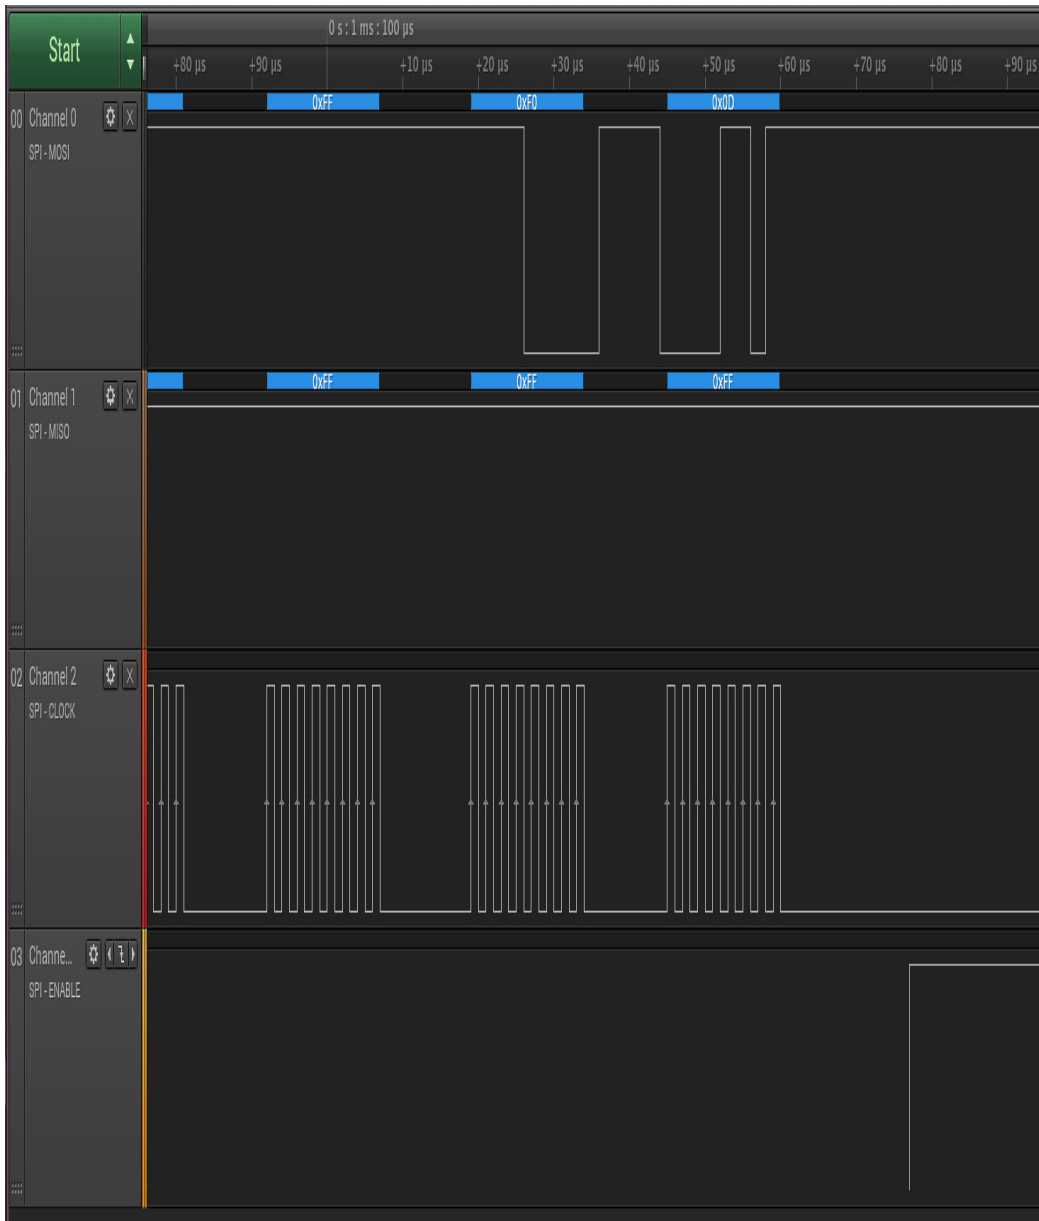 Start
0 s : 1 ms : 100 µs
+80 µs +90 µs +10 µs +20 µs +30 µs +40 µs +50 µs +60 µs +70 µs +80 µs +90 µs
00 Channel 0
SPI - MOSI
0xFF 0xF0 0x0D
01 Channel 1
SPI - MISO
0xFF 0xFF 0xFF
02 Channel 2
SPI - CLOCK
03 Channe...
SPI - ENABLE